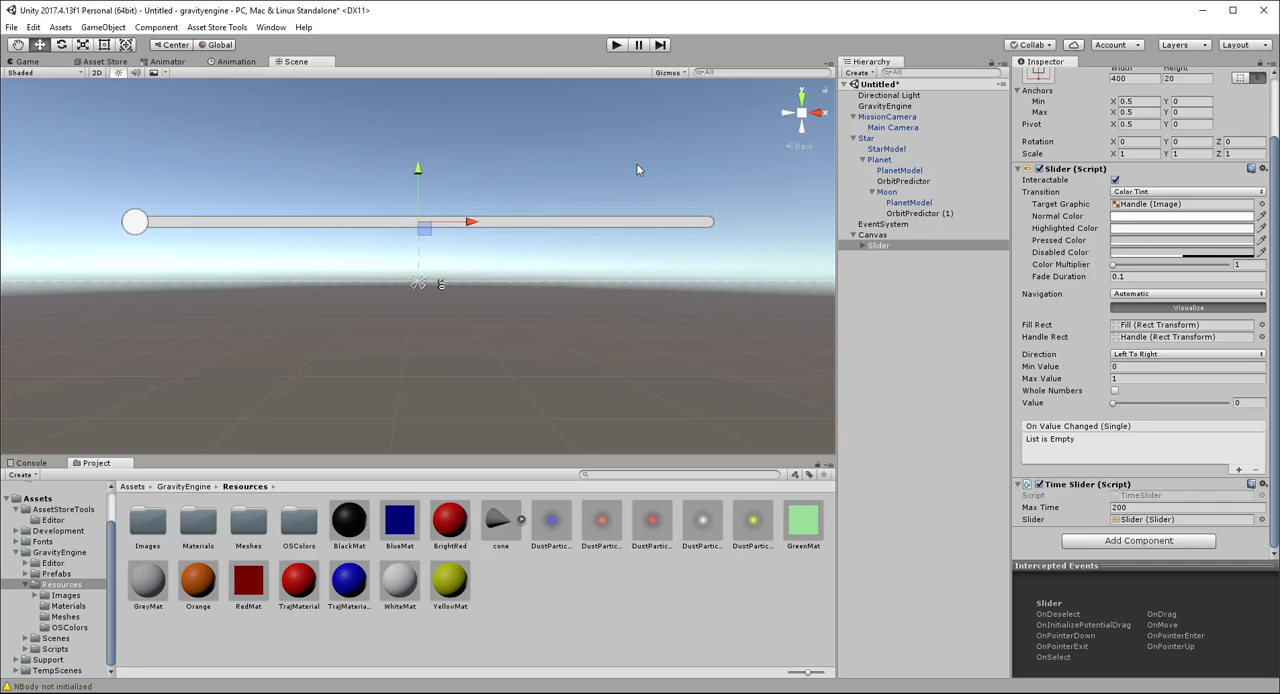 Unity 2017.4.13f1 Personal (64bit) - Untitled - gravityengine - PC, Mac & Linux Standalone* <DX11>
File Edit Assets GameObject Component Asset Store Tools Window Help
Center Global Collab Account Layers Layout
Game Asset Store Animator Animation Scene
Shaded 2D Gizmos All
y
x
Back
Hierarchy
Create All
Untitled*
Directional Light
GravityEngine
MissionCamera
Main Camera
Star
StarModel
Planet
PlanetModel
OrbitPredictor
Moon
PlanetModel
OrbitPredictor (1)
EventSystem
Canvas
Slider
Inspector
Width Height
400 20
Anchors
Min X 0.5 Y 0
Max X 0.5 Y 0
Pivot X 0.5 Y 0
Rotation X 0 Y 0 Z 0
Scale X 1 Y 1 Z 1
Slider (Script)
Interactable
Transition Color Tint
Target Graphic Handle (Image)
Normal Color
Highlighted Color
Pressed Color
Disabled Color
Color Multiplier 1
Fade Duration 0.1
Navigation Automatic
Visualize
Fill Rect Fill (Rect Transform)
Handle Rect Handle (Rect Transform)
Direction Left To Right
Min Value 0
Max Value 1
Whole Numbers
Value 0
On Value Changed (Single)
List is Empty
Time Slider (Script)
Script TimeSlider
Max Time 200
Slider Slider (Slider)
Add Component
Intercepted Events
Slider
OnDeselect OnDrag
OnInitializePotentialDrag OnMove
OnPointerDown OnPointerEnter
OnPointerExit OnPointerUp
OnSelect
Console Project
Create
Assets
AssetStoreTools
Editor
Development
Fonts
GravityEngine
Editor
Prefabs
Resources
Images
Materials
Meshes
OSColors
Scenes
Scripts
Support
TempScenes
Assets GravityEngine Resources
Images Materials Meshes OSColors BlackMat BlueMat BrightRed cone DustPartic... DustPartic... DustPartic... DustPartic... DustPartic... GreenMat
GreyMat Orange RedMat TrajMaterial TrajMateria... WhiteMat YellowMat
NBody not initialized